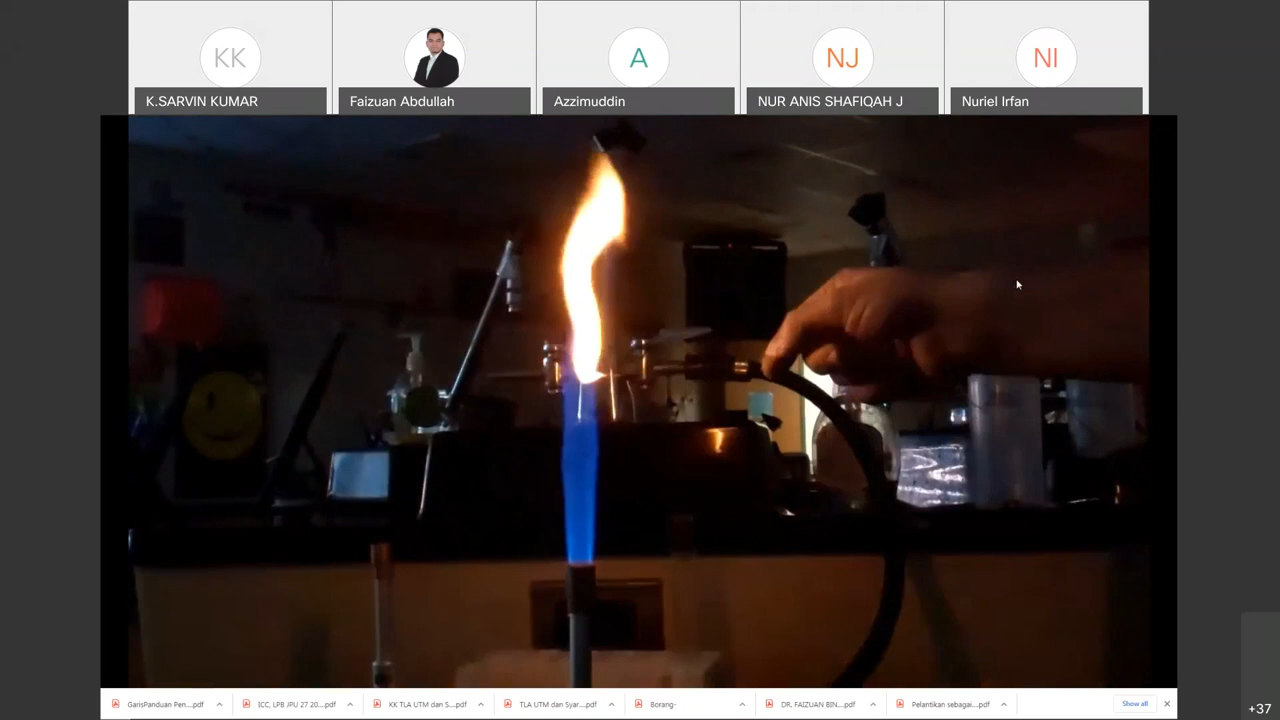 KK
A
NJ
NI
K.SARVIN KUMAR
Faizuan Abdullah
Azzimuddin
NUR ANIS SHAFIQAH J
Nuriel Irfan
GarisPanduan Pen....pdf
ICC, LPB JPU 27 20....pdf
KK TLA UTM dan S....pdf
TLA UTM dan Syar....pdf
Borang-
DR. FAIZUAN BIN....pdf
Pelantikan sebagai....pdf
Show all
+37